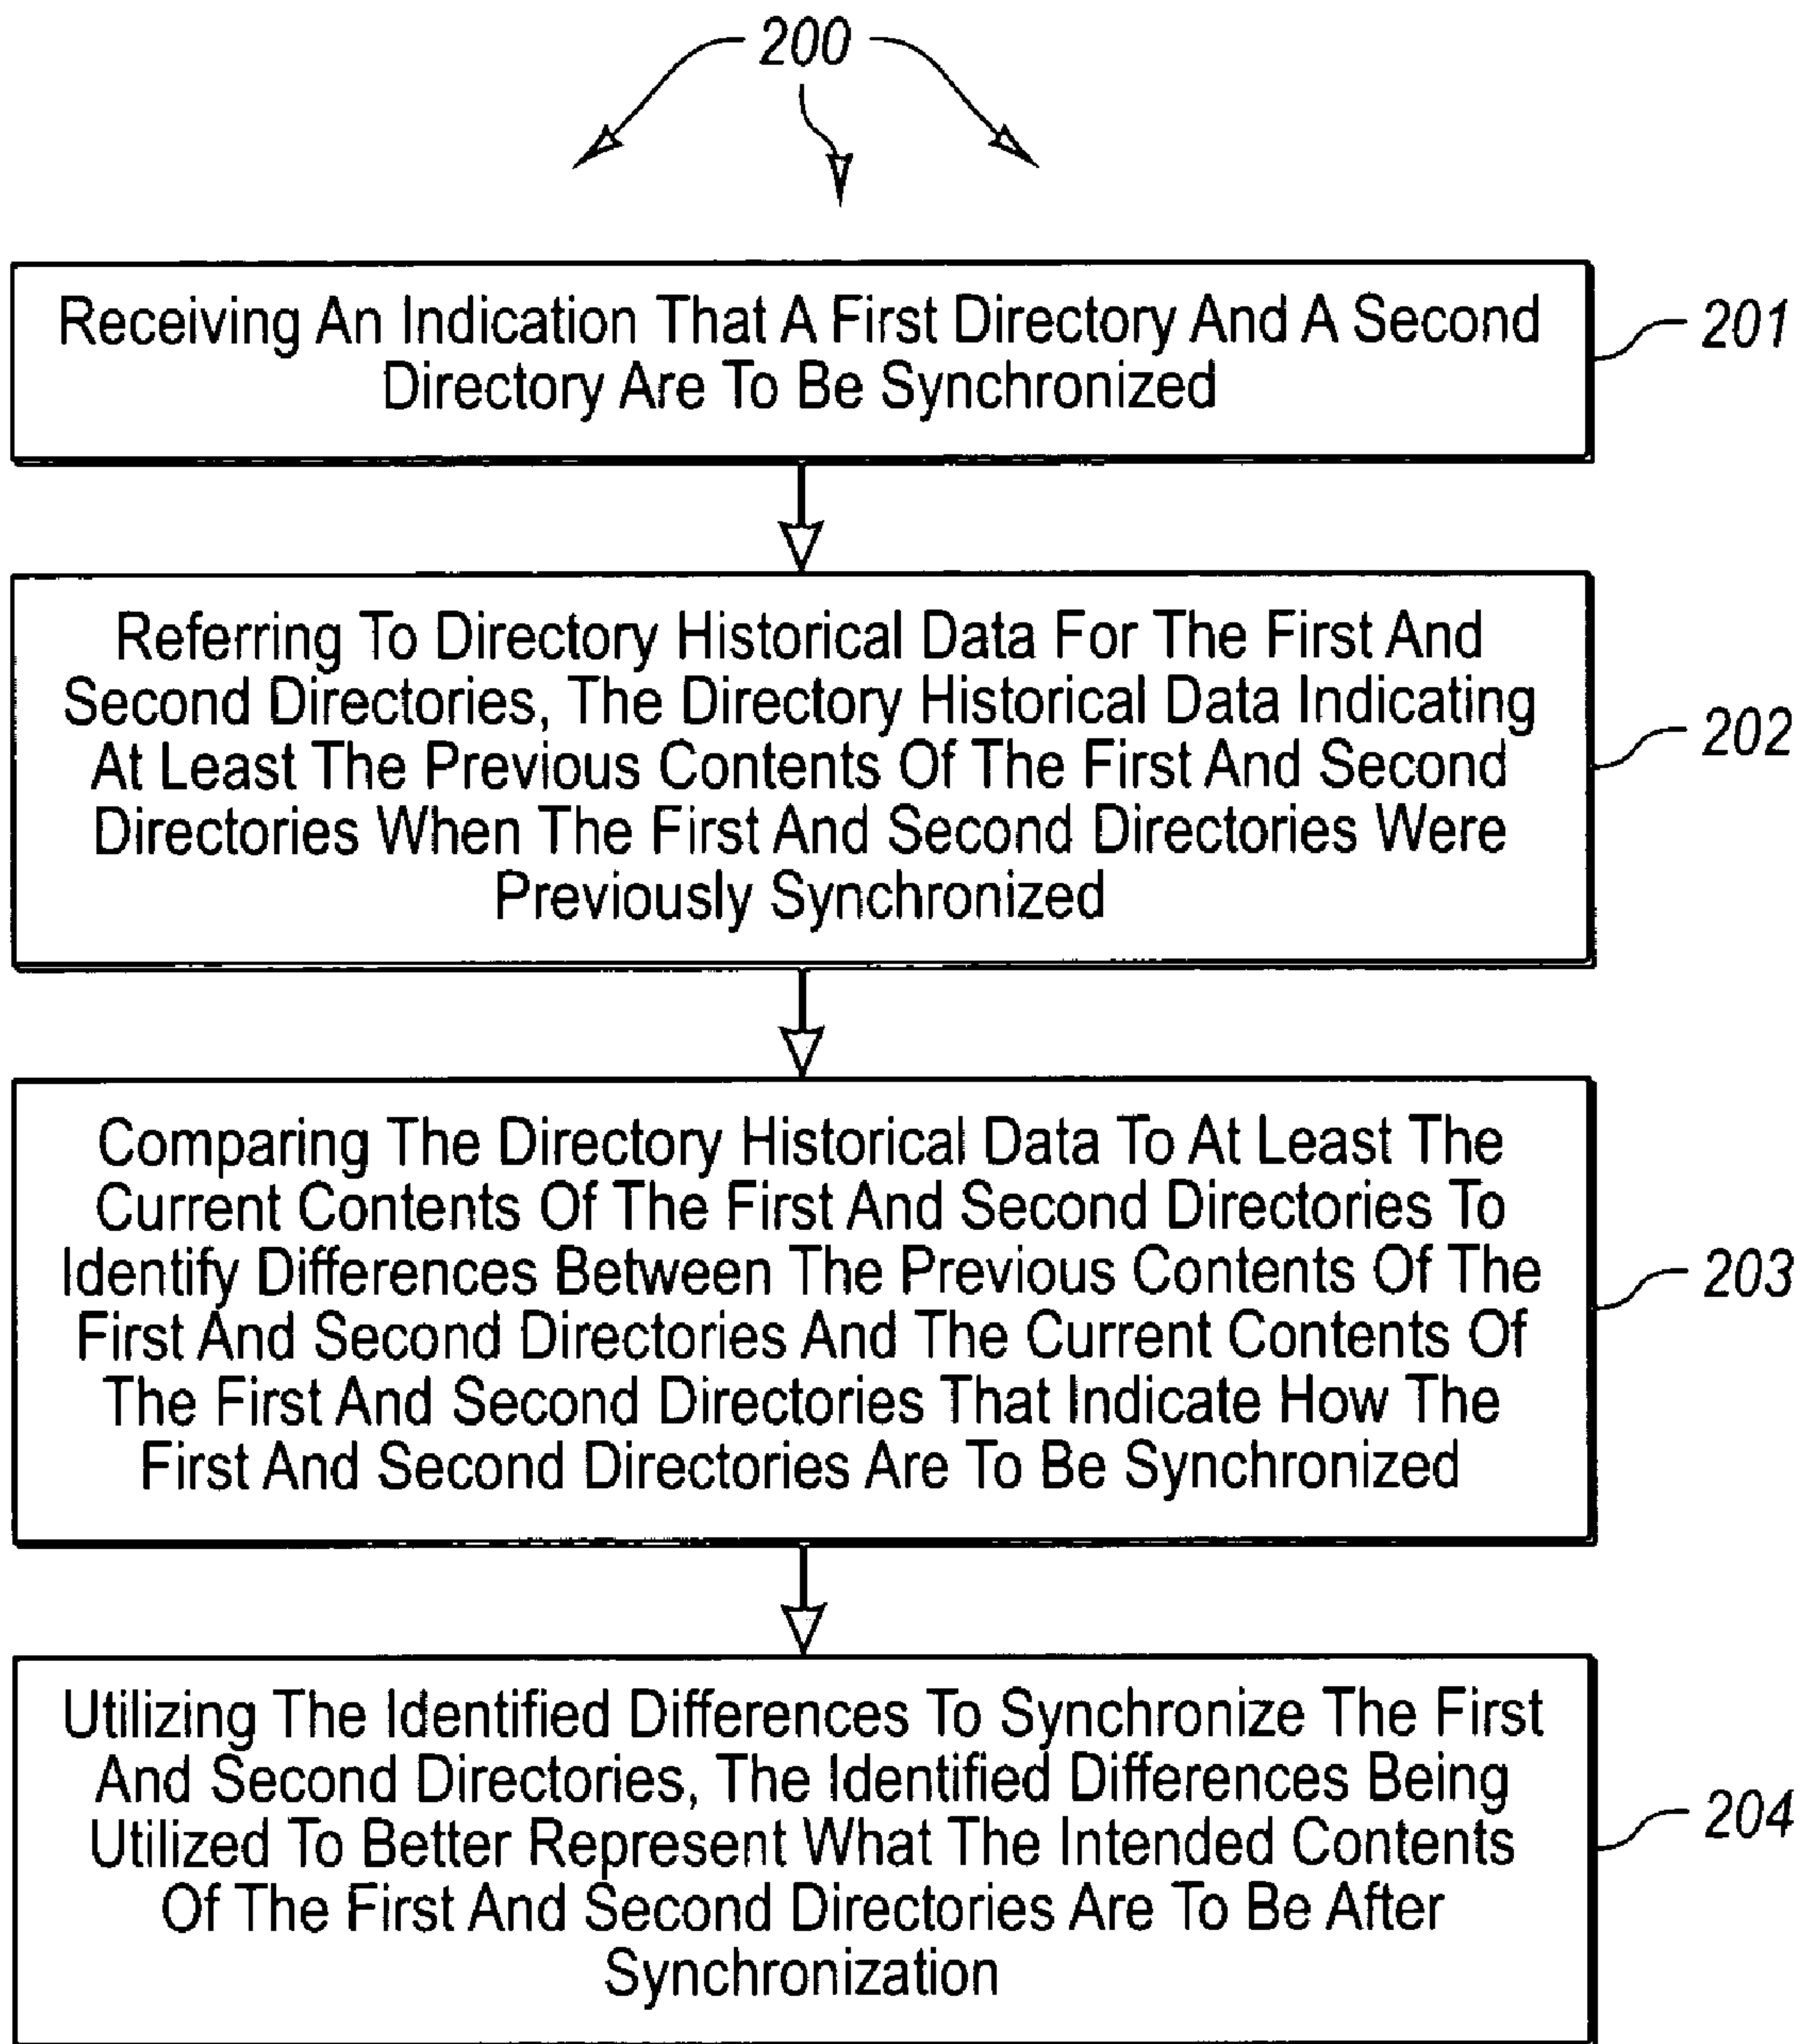 200
Receiving An Indication That A First Directory And A Second
Directory Are To Be Synchronized
201
Referring To Directory Historical Data For The First And
Second Directories, The Directory Historical Data Indicating
At Least The Previous Contents Of The First And Second
Directories When The First And Second Directories Were
Previously Synchronized
202
Comparing The Directory Historical Data To At Least The
Current Contents Of The First And Second Directories To
Identify Differences Between The Previous Contents Of The
First And Second Directories And The Current Contents Of
The First And Second Directories That Indicate How The
First And Second Directories Are To Be Synchronized
203
Utilizing The Identified Differences To Synchronize The First
And Second Directories, The Identified Differences Being
Utilized To Better Represent What The Intended Contents
Of The First And Second Directories Are To Be After
Synchronization
204